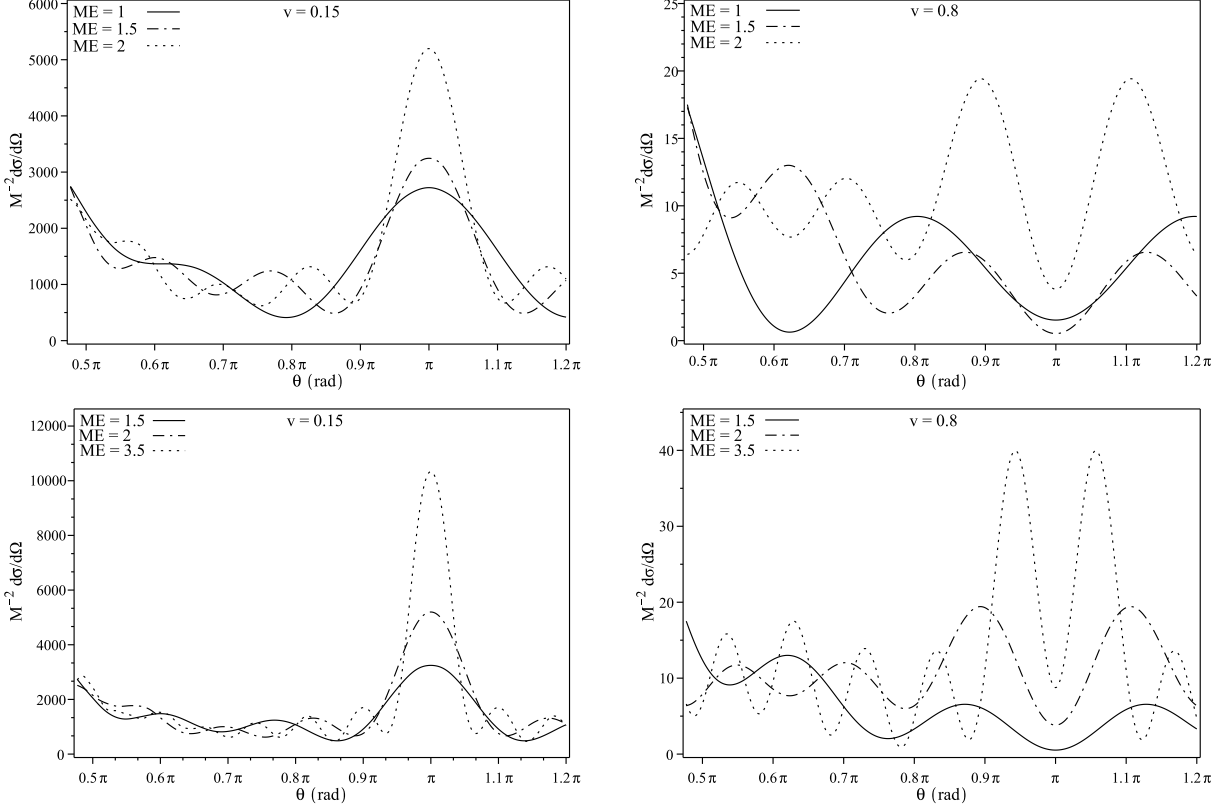 6000
ME = 1
v = 0.15
ME = 1.5
ME = 2
5000
4000
3000
2000
1000
0
M⁻² dσ/dΩ
0.5π 0.6π 0.7π 0.8π 0.9π π 1.1π 1.2π
θ (rad)
25
ME = 1
v = 0.8
ME = 1.5
ME = 2
20
15
10
5
0
M⁻² dσ/dΩ
0.5π 0.6π 0.7π 0.8π 0.9π π 1.1π 1.2π
θ (rad)
ME = 1.5
v = 0.15
ME = 2
ME = 3.5
12000
10000
8000
6000
4000
2000
0
M⁻² dσ/dΩ
0.5π 0.6π 0.7π 0.8π 0.9π π 1.1π 1.2π
θ (rad)
ME = 1.5
v = 0.8
ME = 2
ME = 3.5
40
30
20
10
0
M⁻² dσ/dΩ
0.5π 0.6π 0.7π 0.8π 0.9π π 1.1π 1.2π
θ (rad)